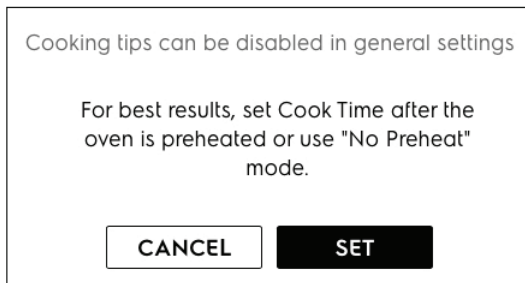 Cooking tips can be disabled in general settings
For best results, set Cook Time after the
oven is preheated or use "No Preheat"
mode.
CANCEL SET